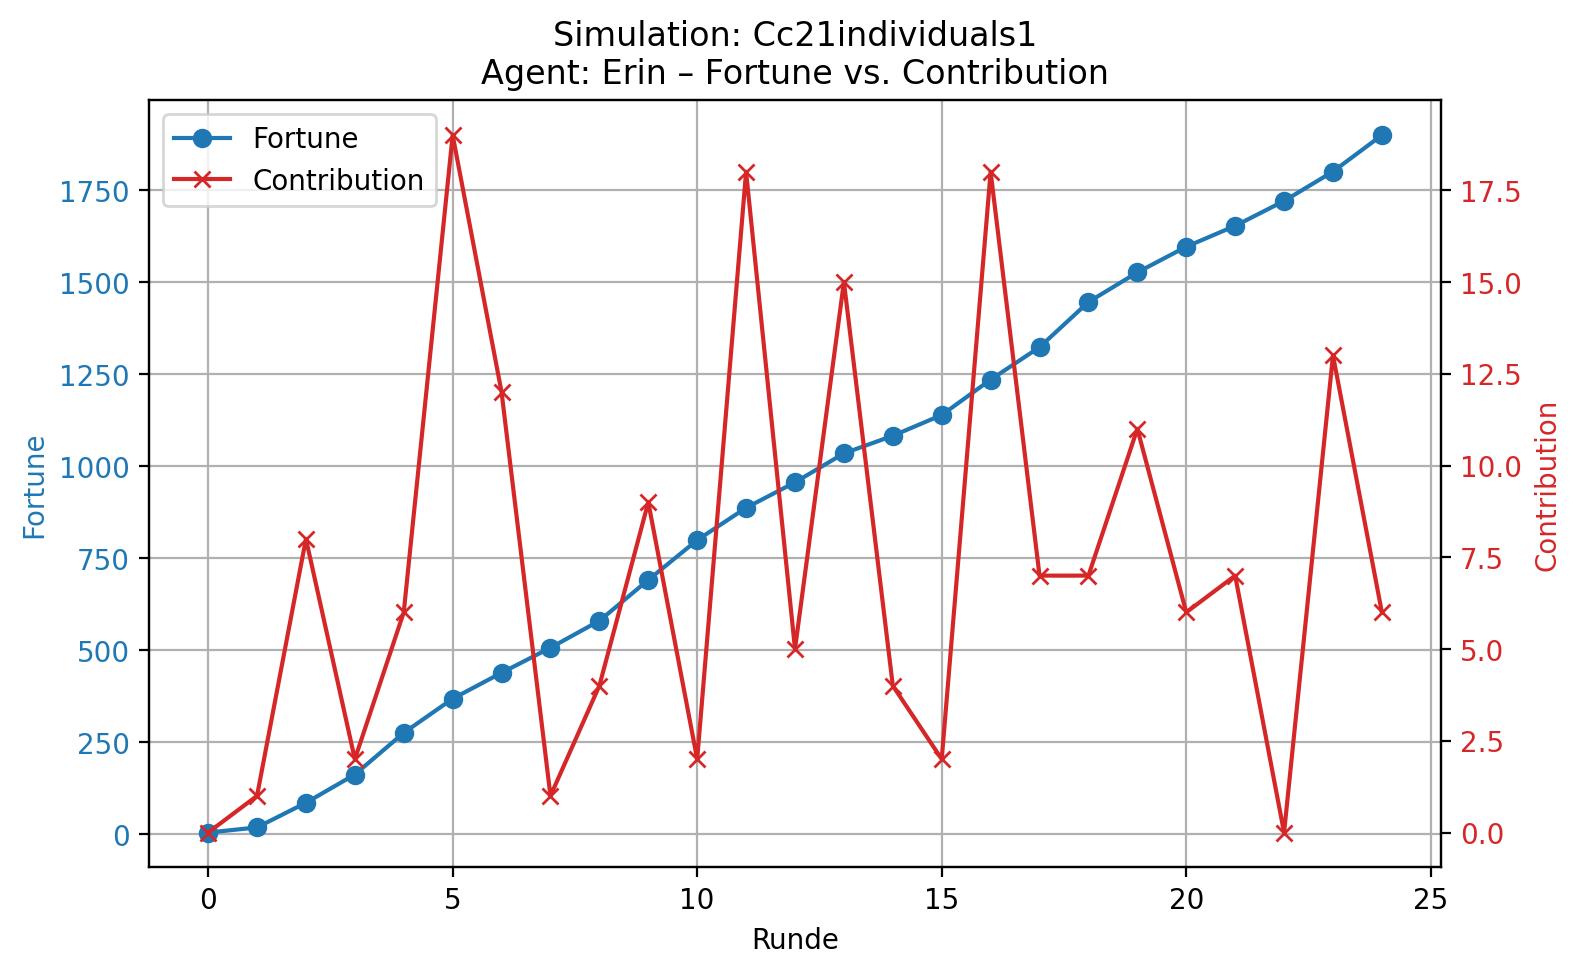 Simulation: Cc21individuals1
Agent: Erin – Fortune vs. Contribution
Fortune
Contribution
1750
1500
1250
1000
750
500
250
0
Fortune
17.5
15.0
12.5
10.0
7.5
5.0
2.5
0.0
Contribution
0 5 10 15 20 25
Runde